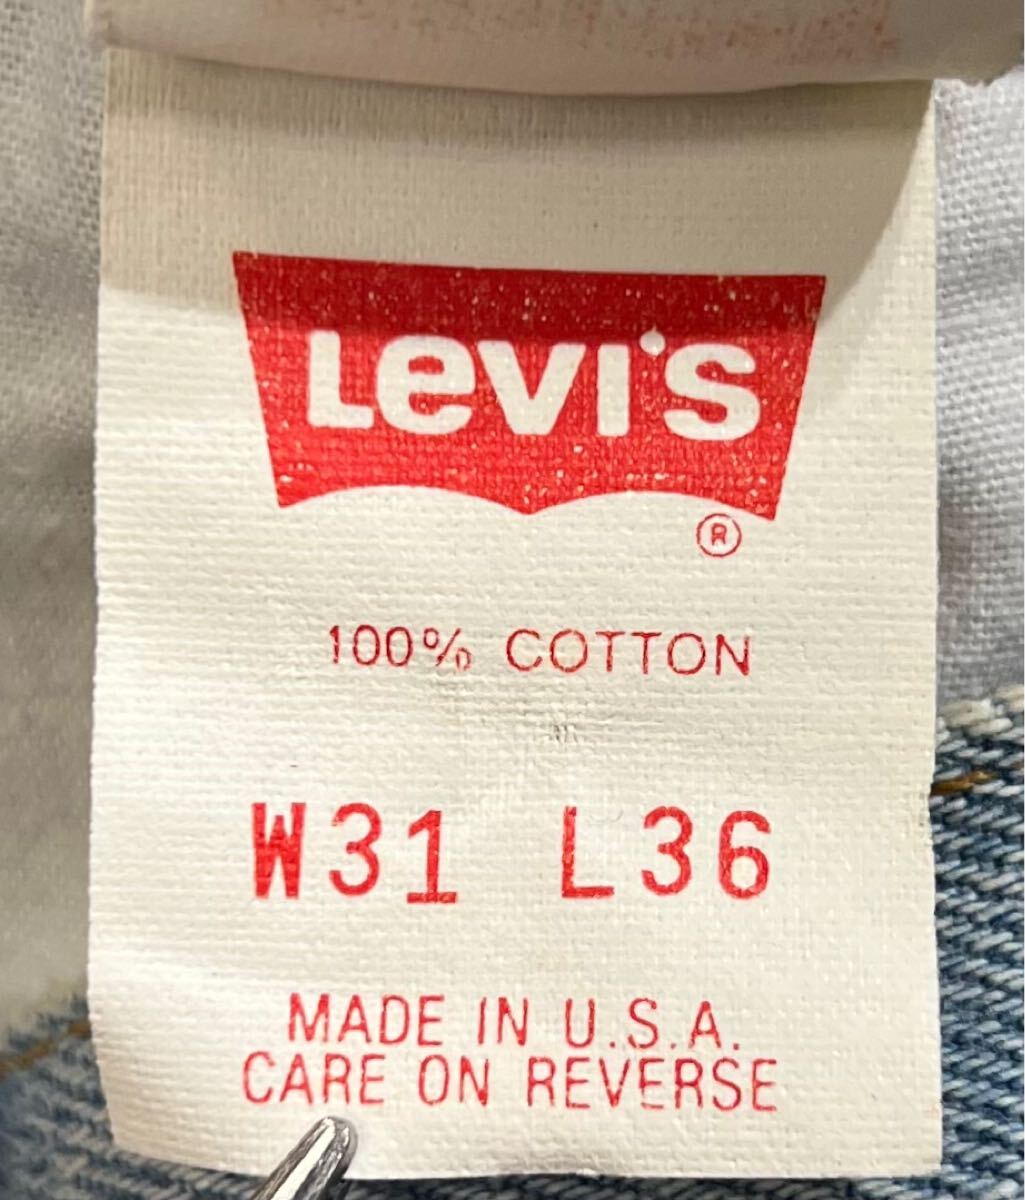 Levi's
®
100% COTTON
W31 L36
MADE IN U.S.A.
CARE ON REVERSE